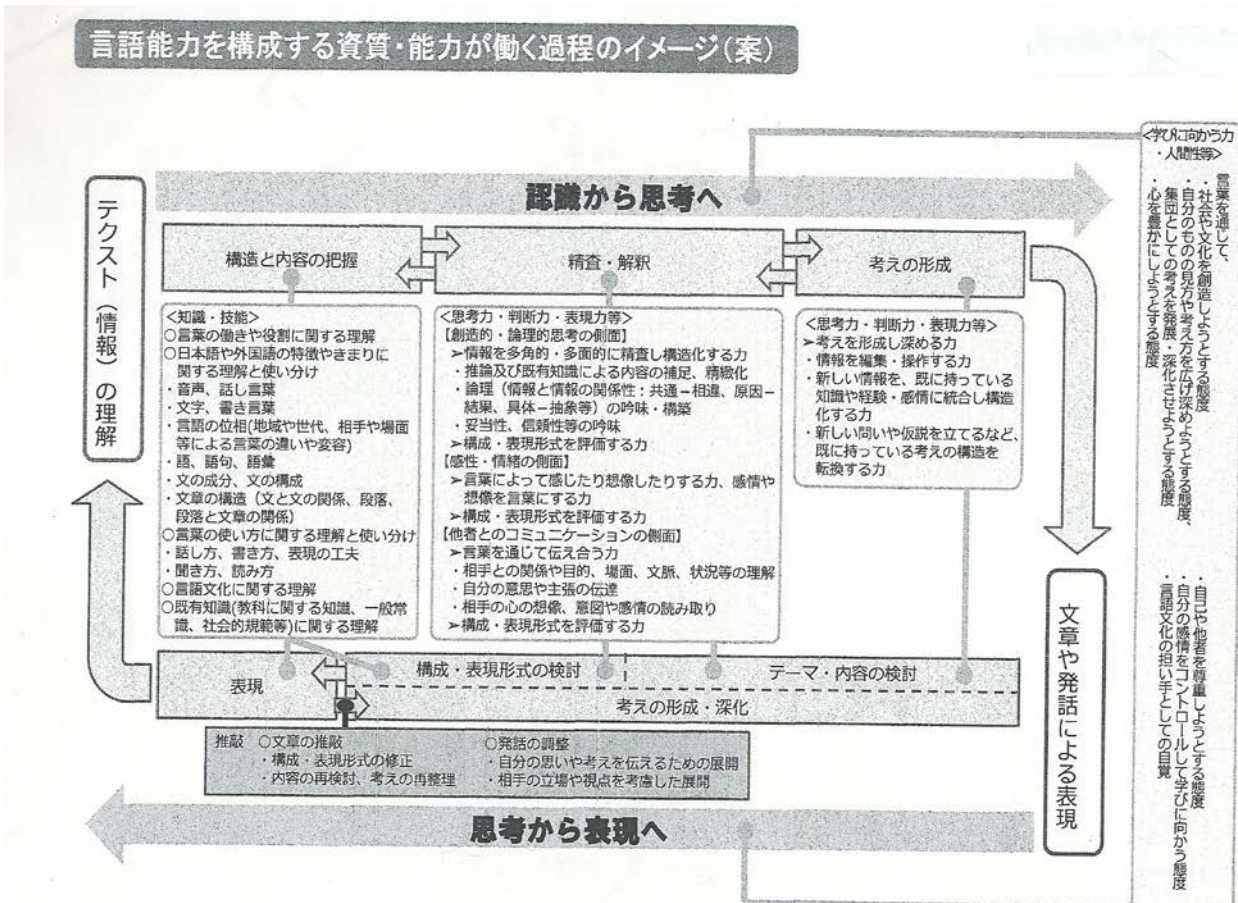 言語能力を構成する資質・能力が働く過程のイメージ(案)
<学びに向かう力
・人間性等>
言葉を通じて、
・社会や文化を創造しようとする態度
・自分のものの見方や考え方を広げ深めようとする態度、
集団としての考えを発展・深化させようとする態度
・心を豊かにしようとする態度
・自己や他者を尊重しようとする態度
・自分の感情をコントロールして学びに向かう態度
・言語文化の担い手としての自覚
テクスト(情報)の理解
認識から思考へ
構造と内容の把握
精査・解釈
考えの形成
<知識・技能>
○言葉の働きや役割に関する理解
○日本語や外国語の特徴やきまりに
関する理解と使い分け
・音声、話し言葉
・文字、書き言葉
・言語の位相(地域や世代、相手や場面
等による言葉の違いや変容)
・語、語句、語彙
・文の成分、文の構成
・文章の構造(文と文の関係、段落、
段落と文章の関係)
○言葉の使い方に関する理解と使い分け
・話し方、書き方、表現の工夫
・聞き方、読み方
○言語文化に関する理解
○既有知識(教科に関する知識、一般常
識、社会的規範等)に関する理解
<思考力・判断力・表現力等>
【創造的・論理的思考の側面】
➢情報を多角的・多面的に精査し構造化する力
・推論及び既有知識による内容の補足、精緻化
・論理(情報と情報の関係性:共通−相違、原因−
結果、具体−抽象等)の吟味・構築
・妥当性、信頼性等の吟味
➢構成・表現形式を評価する力
【感性・情緒の側面】
➢言葉によって感じたり想像したりする力、感情や
想像を言葉にする力
➢構成・表現形式を評価する力
【他者とのコミュニケーションの側面】
➢言葉を通じて伝え合う力
・相手との関係や目的、場面、文脈、状況等の理解
・自分の意思や主張の伝達
・相手の心の想像、意図や感情の読み取り
➢構成・表現形式を評価する力
<思考力・判断力・表現力等>
➢考えを形成し深める力
・情報を編集・操作する力
・新しい情報を、既に持っている
知識や経験・感情に統合し構造
化する力
・新しい問いや仮説を立てるなど、
既に持っている考えの構造を
転換する力
文章や発話による表現
表現
構成・表現形式の検討
テーマ・内容の検討
考えの形成・深化
推敲 ○文章の推敲
・構成・表現形式の修正
・内容の再検討、考えの再整理
○発話の調整
・自分の思いや考えを伝えるための展開
・相手の立場や視点を考慮した展開
思考から表現へ